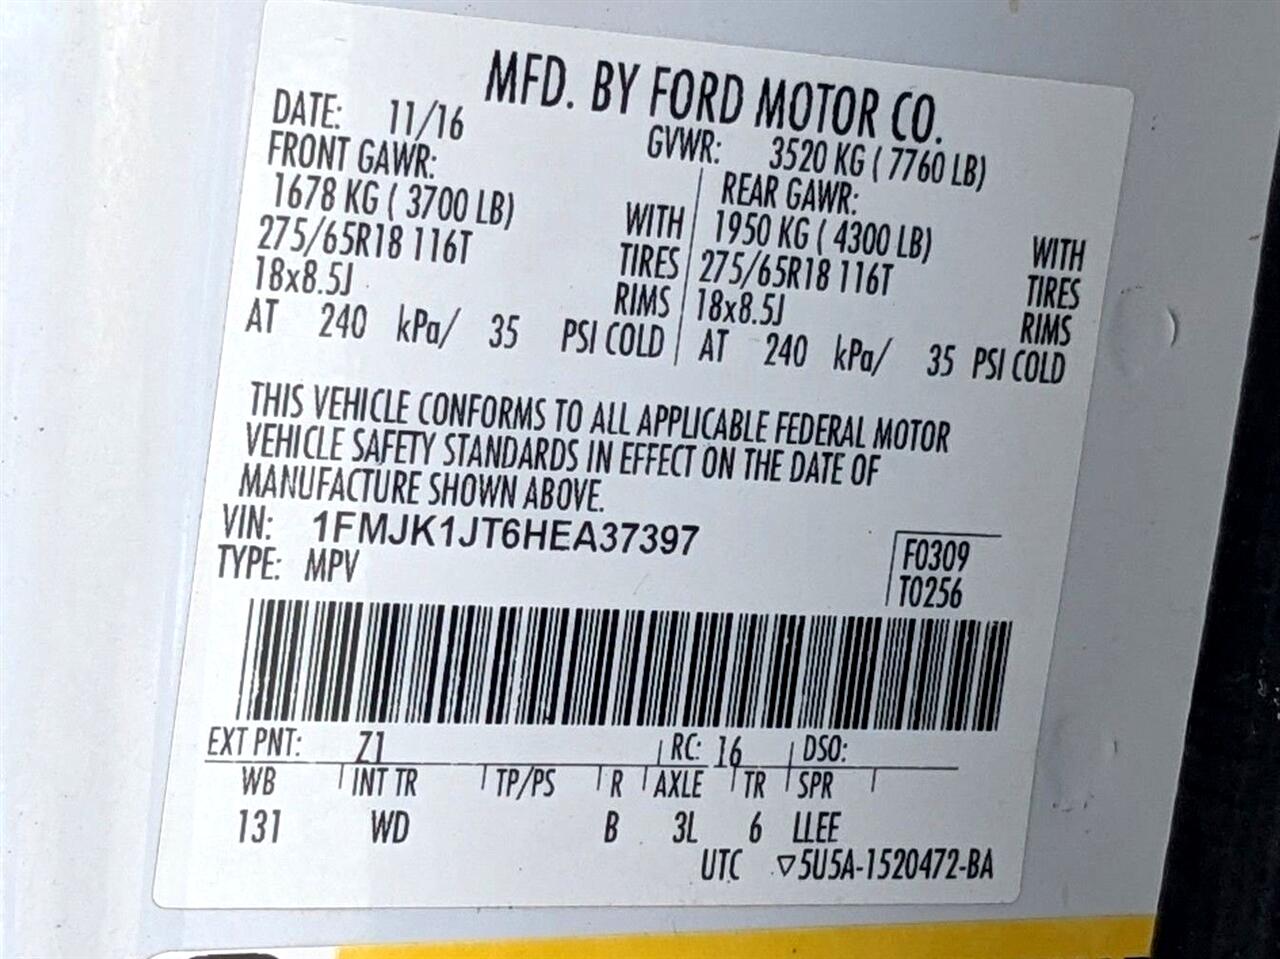 MFD. BY FORD MOTOR CO.
DATE: 11/16 GVWR: 3520 KG ( 7760 LB)
FRONT GAWR: REAR GAWR:
1678 KG ( 3700 LB) WITH 1950 KG ( 4300 LB) WITH
275/65R18 116T TIRES 275/65R18 116T TIRES
18x8.5J RIMS 18x8.5J RIMS
AT 240 kPa/ 35 PSI COLD AT 240 kPa/ 35 PSI COLD
THIS VEHICLE CONFORMS TO ALL APPLICABLE FEDERAL MOTOR
VEHICLE SAFETY STANDARDS IN EFFECT ON THE DATE OF
MANUFACTURE SHOWN ABOVE.
VIN: 1FMJK1JT6HEA37397
TYPE: MPV
F0309
T0256
EXT PNT: Z1 RC: 16 DSO:
WB INT TR TP/PS R AXLE TR SPR
131 WD B 3L 6 LLEE
UTC ▽5U5A-1520472-BA